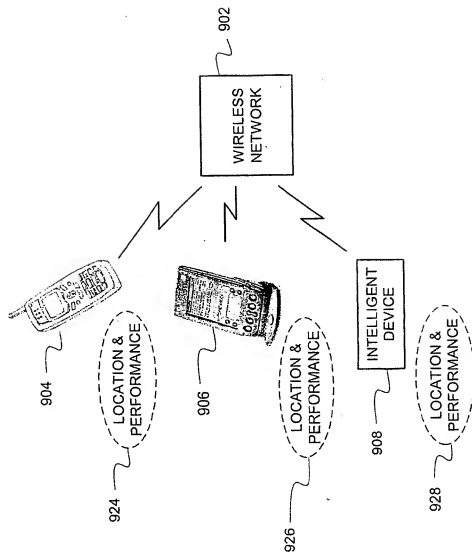 902
WIRELESS
NETWORK
904
LOCATION &
PERFORMANCE
924
906
LOCATION &
PERFORMANCE
926
INTELLIGENT
DEVICE
908
LOCATION &
PERFORMANCE
928